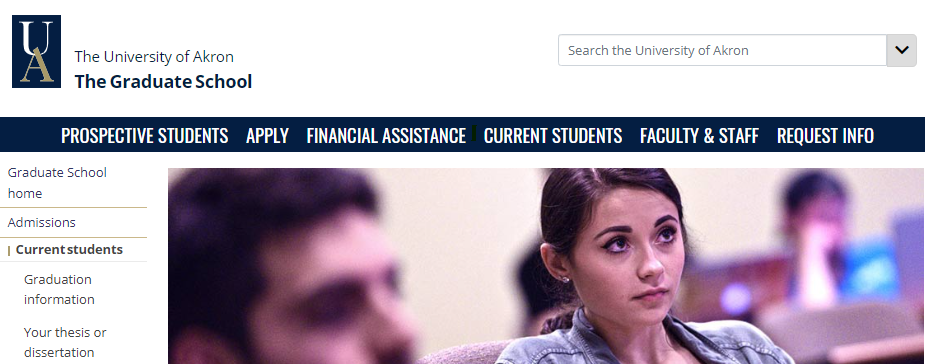 UA
The University of Akron
The Graduate School
Search the University of Akron
PROSPECTIVE STUDENTS APPLY FINANCIAL ASSISTANCE CURRENT STUDENTS FACULTY & STAFF REQUEST INFO
Graduate School
home
Admissions
| Current students
Graduation
information
Your thesis or
dissertation